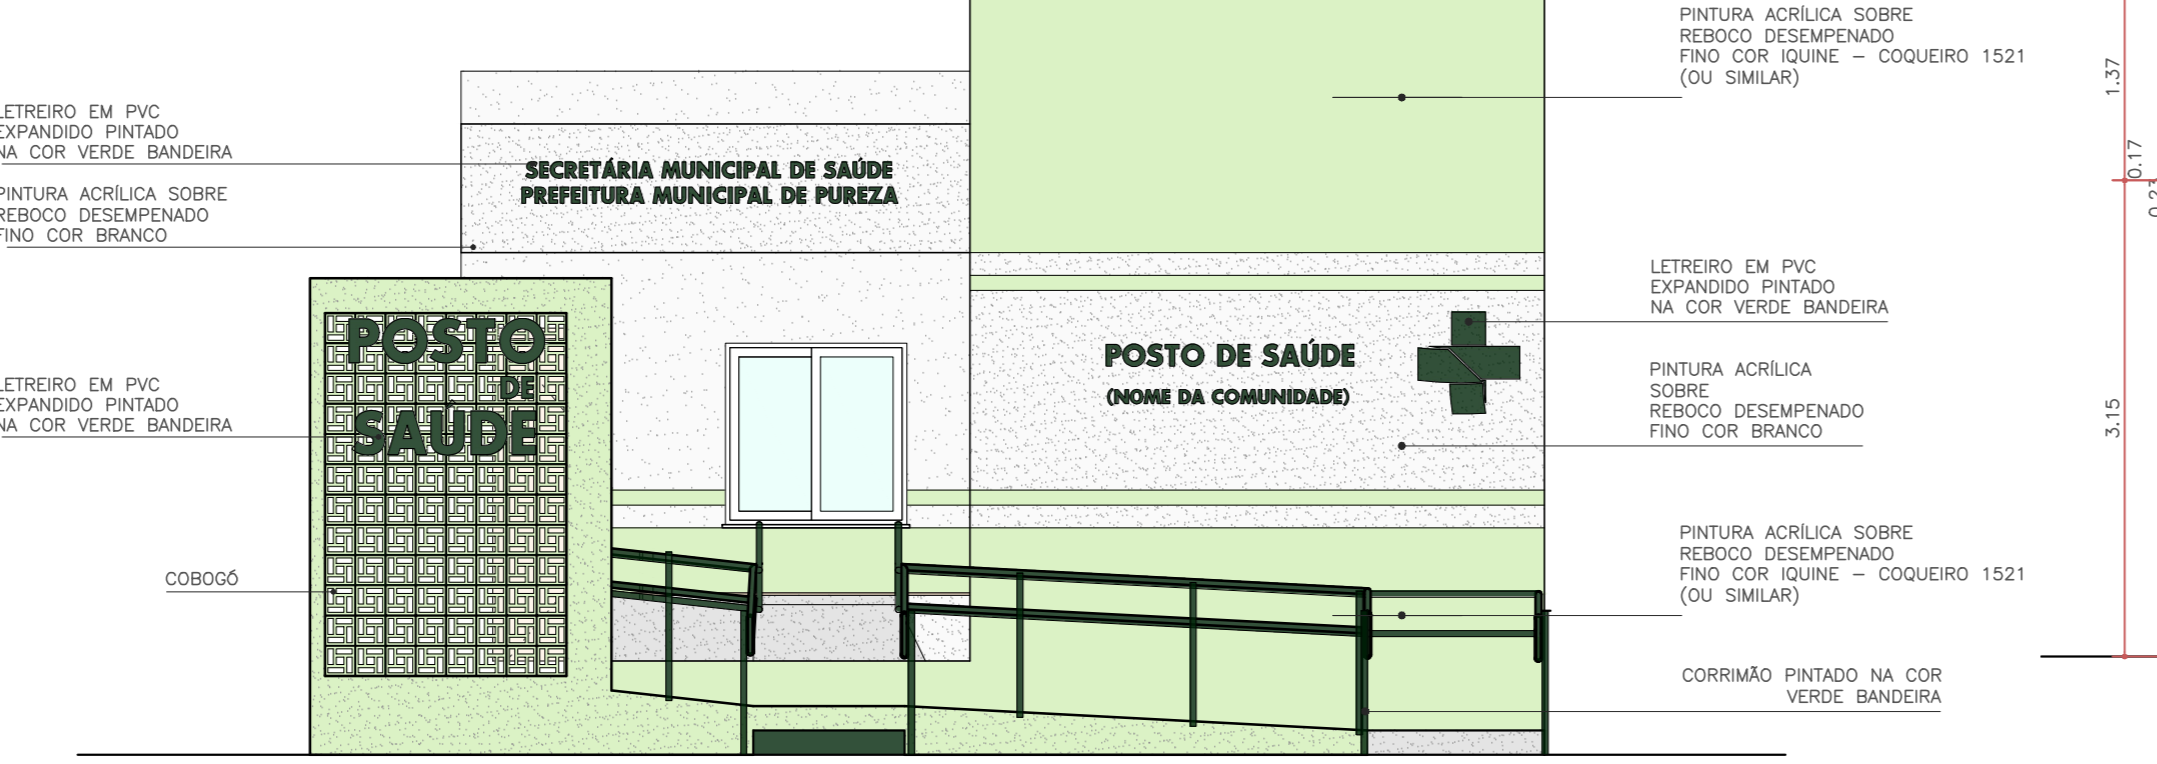 LETREIRO EM PVC
EXPANDIDO PINTADO
NA COR VERDE BANDEIRA
PINTURA ACRÍLICA SOBRE
REBOCO DESEMPENADO
FINO COR BRANCO
LETREIRO EM PVC
EXPANDIDO PINTADO
NA COR VERDE BANDEIRA
COBOGÓ
SECRETÁRIA MUNICIPAL DE SAÚDE
PREFEITURA MUNICIPAL DE PUREZA
POSTO
DE
SAÚDE
POSTO DE SAÚDE
(NOME DA COMUNIDADE)
PINTURA ACRÍLICA SOBRE
REBOCO DESEMPENADO
FINO COR IQUINE – COQUEIRO 1521
(OU SIMILAR)
LETREIRO EM PVC
EXPANDIDO PINTADO
NA COR VERDE BANDEIRA
PINTURA ACRÍLICA
SOBRE
REBOCO DESEMPENADO
FINO COR BRANCO
PINTURA ACRÍLICA SOBRE
REBOCO DESEMPENADO
FINO COR IQUINE – COQUEIRO 1521
(OU SIMILAR)
CORRIMÃO PINTADO NA COR
VERDE BANDEIRA
1.37
0.17
3.15